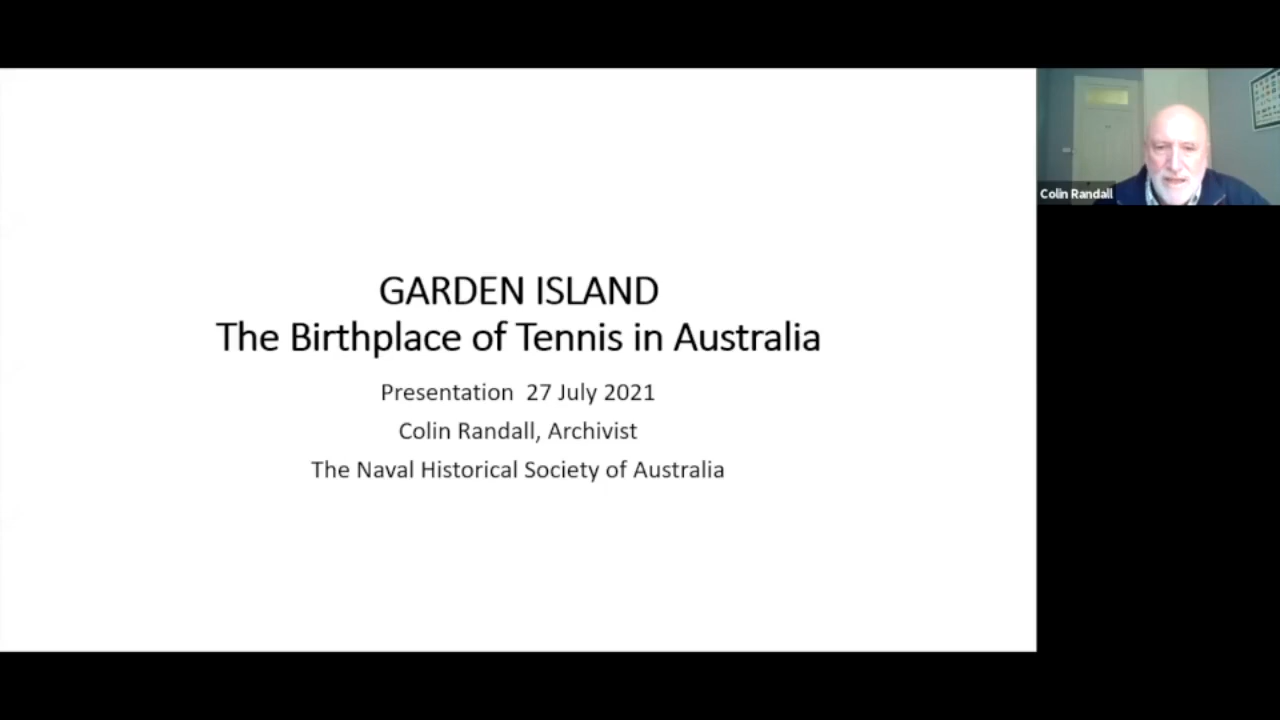 GARDEN ISLAND
The Birthplace of Tennis in Australia
Presentation 27 July 2021
Colin Randall, Archivist
The Naval Historical Society of Australia
Colin Randall